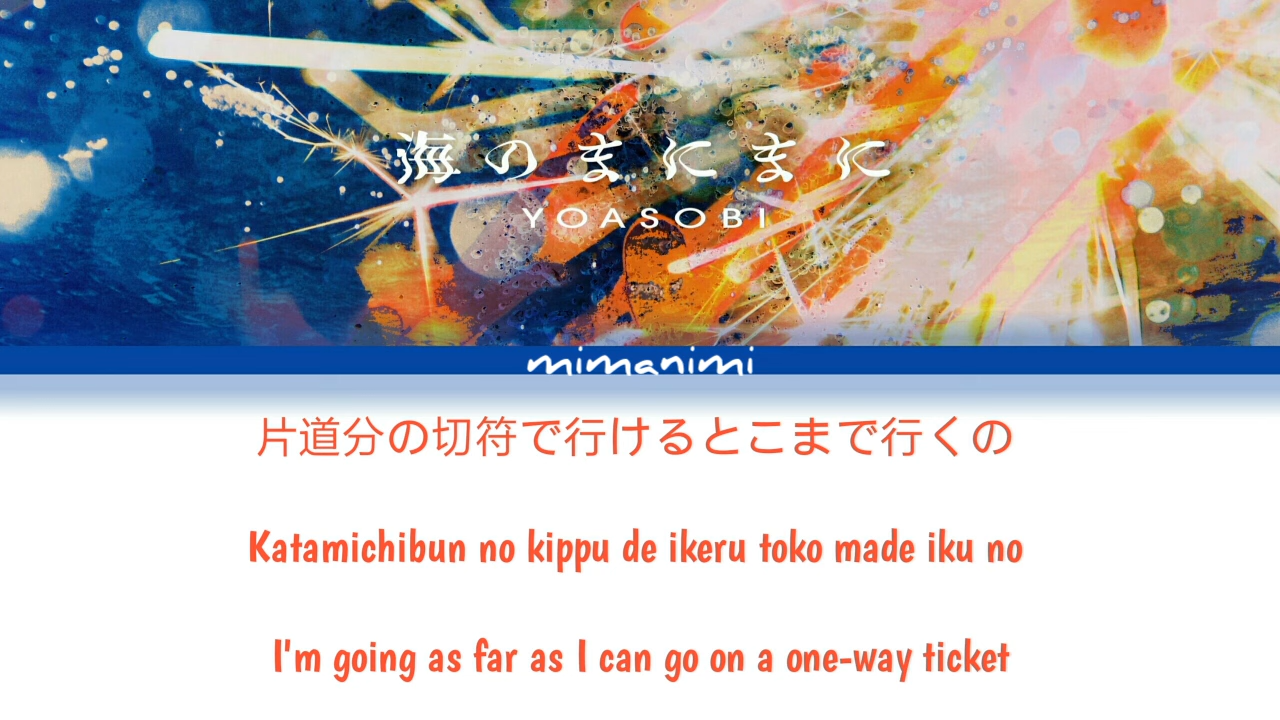 海のまにまに
YOASOBI
mimanimi
片道分の切符で行けるとこまで行くの
Katamichibun no kippu de ikeru toko made iku no
I'm going as far as I can go on a one-way ticket